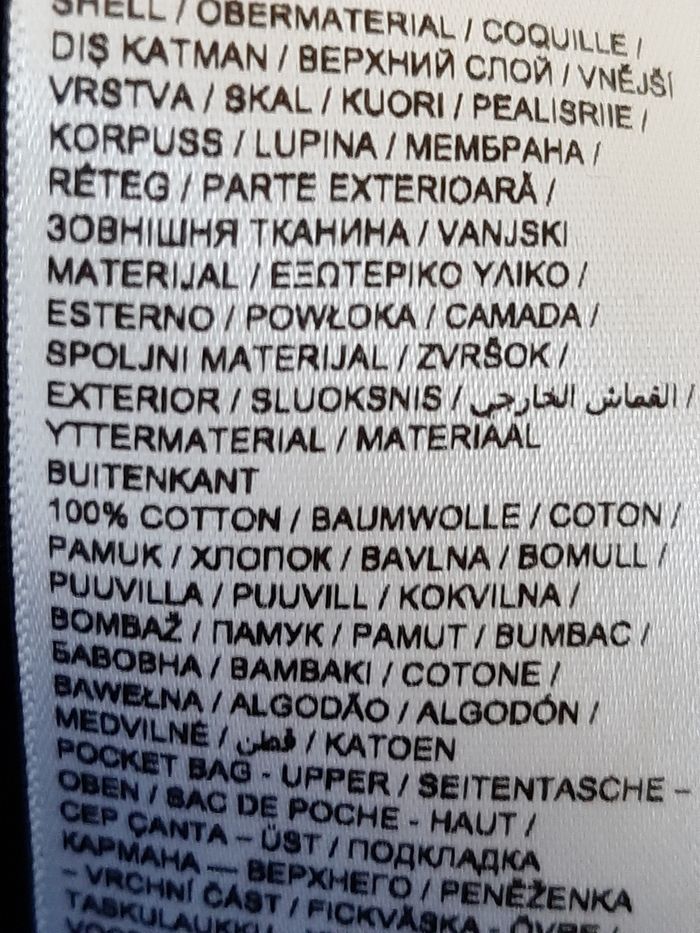 SHELL / OBERMATERIAL / COQUILLE /
DIŞ KATMAN / ВЕРХНИЙ СЛОЙ / VNĚJŠÍ
VRSTVA / SKAL / KUORI / PEALISRIIE /
KORPUSS / LUPINA / МЕМБРАНА /
RÉTEG / PARTE EXTERIOARĂ /
ЗОВНІШНЯ ТКАНИНА / VANJSKI
MATERIJAL / ΕΞΩΤΕΡΙΚΟ ΥΛΙΚΟ /
ESTERNO / POWŁOKA / CAMADA /
SPOLJNI MATERIJAL / ZVRŠOK /
EXTERIOR / SLUOKSNIS / القماش الخارجي /
YTTERMATERIAL / MATERIAAL
BUITENKANT
100% COTTON / BAUMWOLLE / COTON /
PAMUK / ХЛОПОК / BAVLNA / BOMULL /
PUUVILLA / PUUVILL / KOKVILNA /
BOMBAŽ / ПАМУК / PAMUT / BUMBAC /
БАВОВНА / BAMBAKI / COTONE /
BAWEŁNA / ALGODÃO / ALGODÓN /
MEDVILNĖ / قطن / KATOEN
POCKET BAG - UPPER / SEITENTASCHE –
OBEN / SAC DE POCHE - HAUT /
CEP ÇANTA – ÜST / ПОДКЛАДКА
КАРМАНА — ВЕРХНЕГО / PENĚŽENKA
– VRCHNÍ ČÁST / FICKVÄSKA - ÖVRE /
TASKULAUKKU